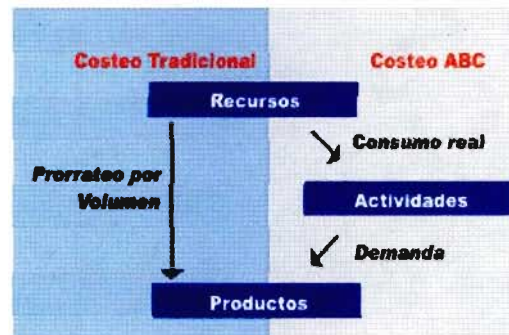 Costeo Tradicional
Costeo ABC
Recursos
Consumo real
Prorrateo por
Volumen
Actividades
Demanda
Productos